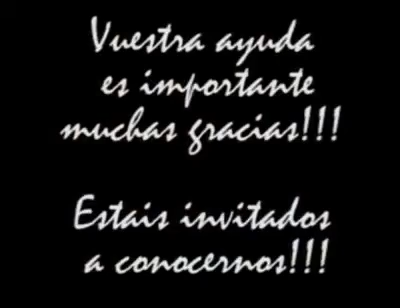 Vuestra ayuda
es importante
muchas gracias!!!
Estais invitados
a conocernos!!!